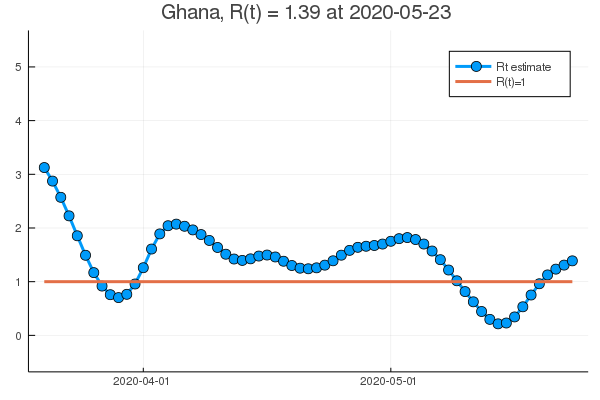 Ghana, R(t) = 1.39 at 2020-05-23
5
4
3
2
1
0
Rt estimate
R(t)=1
2020-04-01
2020-05-01